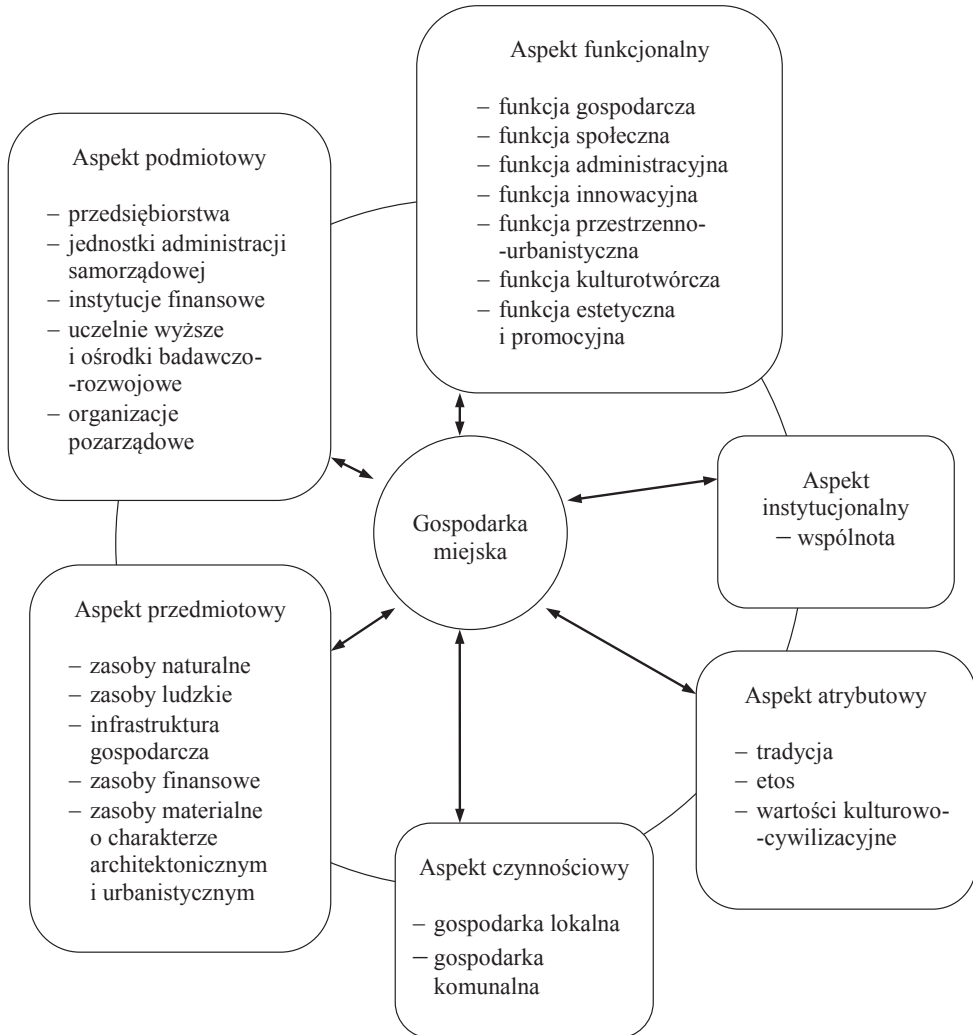 Aspekt funkcjonalny
– funkcja gospodarcza
– funkcja społeczna
– funkcja administracyjna
– funkcja innowacyjna
– funkcja przestrzenno-
-urbanistyczna
– funkcja kulturotwórcza
– funkcja estetyczna
i promocyjna
Aspekt podmiotowy
– przedsiębiorstwa
– jednostki administracji
samorządowej
– instytucje finansowe
– uczelnie wyższe
i ośrodki badawczo-
-rozwojowe
– organizacje
pozarządowe
Gospodarka
miejska
Aspekt
instytucjonalny
– wspólnota
Aspekt przedmiotowy
– zasoby naturalne
– zasoby ludzkie
– infrastruktura
gospodarcza
– zasoby finansowe
– zasoby materialne
o charakterze
architektonicznym
i urbanistycznym
Aspekt atrybutowy
– tradycja
– etos
– wartości kulturowo-
-cywilizacyjne
Aspekt czynnościowy
– gospodarka lokalna
– gospodarka
komunalna